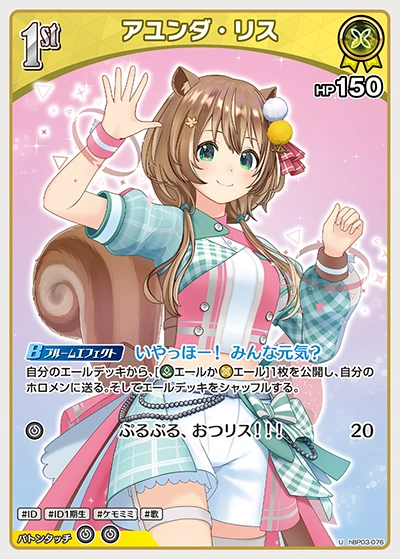 1st
アユンダ・リス
HP150
Bブルームエフェクト いやっほー! みんな元気?
自分のエールデッキから、[エールかエール]1枚を公開し、自分の
ホロメンに送る。そしてエールデッキをシャッフルする。
ぷるぷる、おつリス!!! 20
#ID #ID1期生 #ケモミミ #歌
バトンタッチ
U hBP03-076